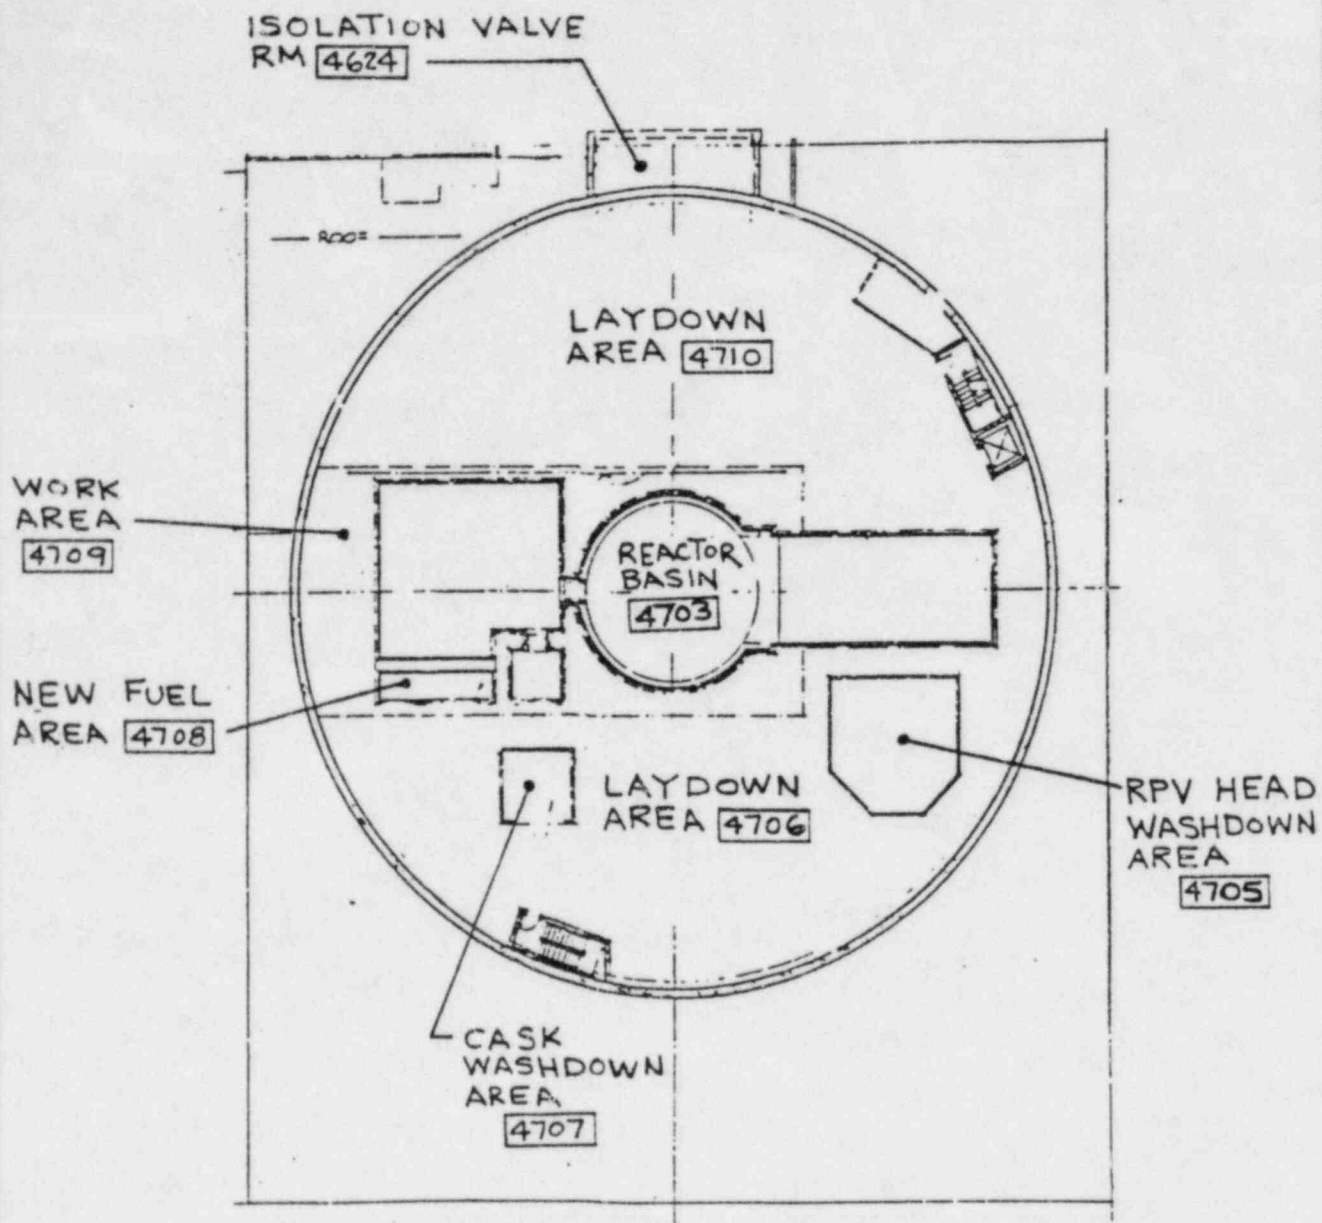 ISOLATION VALVE
RM 4624
ROOF
LAYDOWN
AREA 4710
WORK
AREA
4709
REACTOR
BASIN
4703
NEW FUEL
AREA 4708
LAYDOWN
AREA 4706
RPV HEAD
WASHDOWN
AREA
4705
CASK
WASHDOWN
AREA
4707